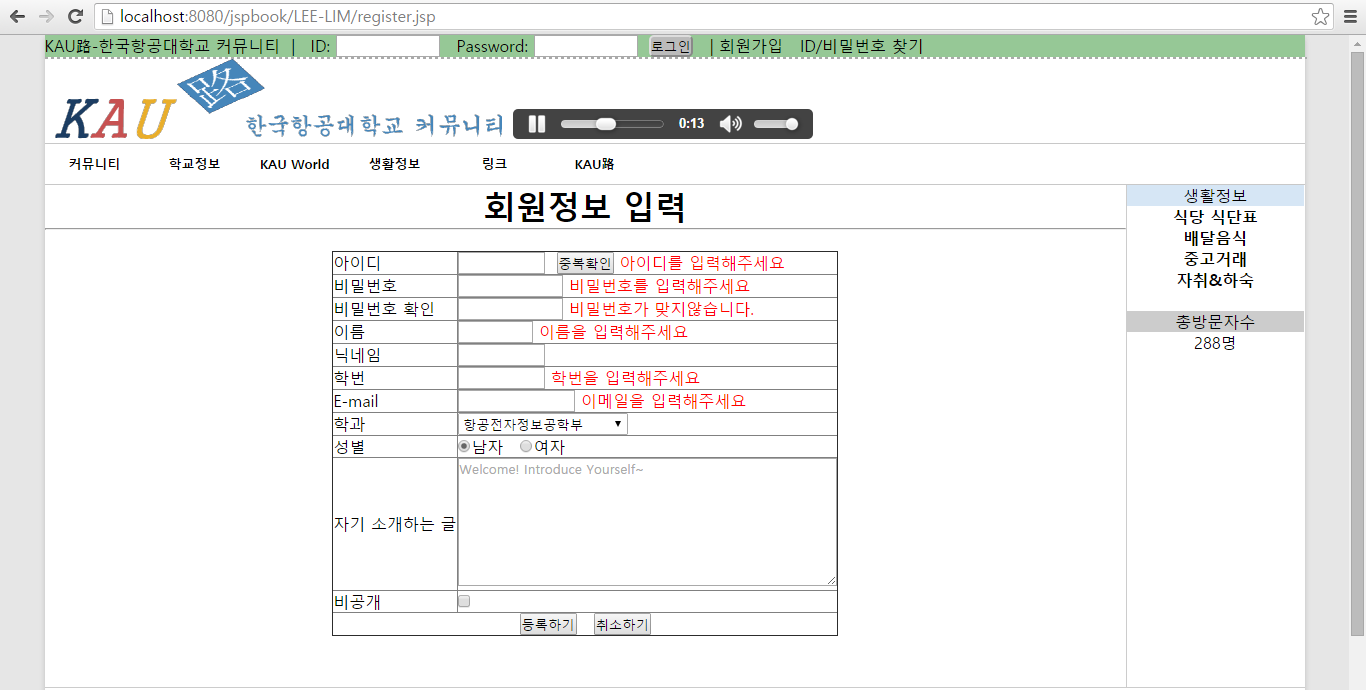 localhost:8080/jspbook/LEE-LIM/register.jsp
KAU路-한국항공대학교 커뮤니티 | ID: Password: 로그인 | 회원가입 ID/비밀번호 찾기
KAU路
한국항공대학교 커뮤니티 0:13
커뮤니티 학교정보 KAU World 생활정보 링크 KAU路
회원정보 입력
아이디 중복확인 아이디를 입력해주세요
비밀번호 비밀번호를 입력해주세요
비밀번호 확인 비밀번호가 맞지않습니다.
이름 이름을 입력해주세요
닉네임
학번 학번을 입력해주세요
E-mail 이메일을 입력해주세요
학과 항공전자정보공학부
성별 남자 여자
자기 소개하는 글 Welcome! Introduce Yourself~
비공개
등록하기 취소하기
생활정보
식당 식단표
배달음식
중고거래
자취&하숙
총방문자수
288명